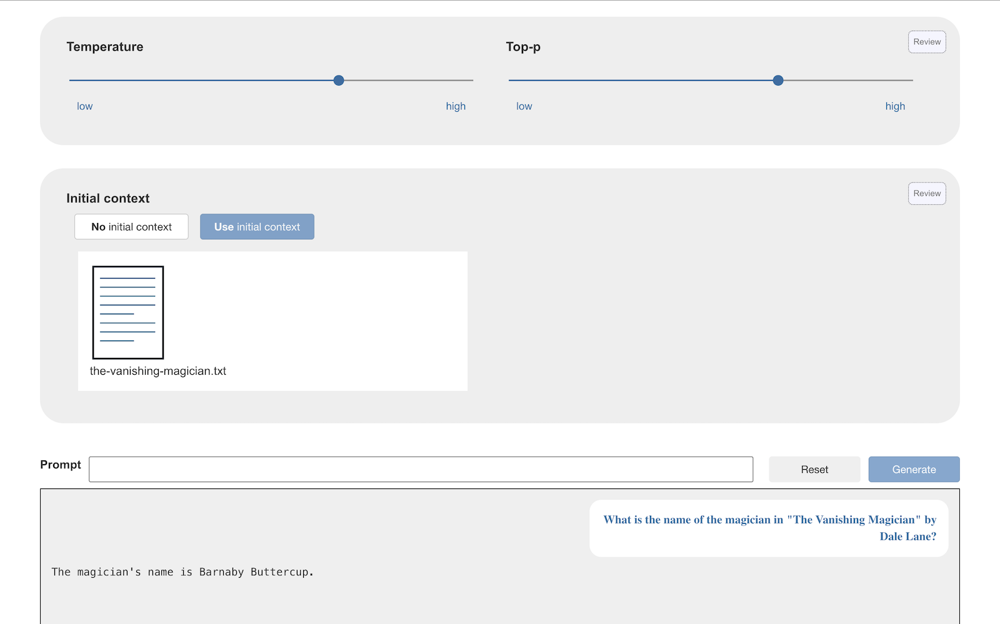 Temperature
Top-p
Review
low
high
low
high
Initial context
Review
No initial context
Use initial context
the-vanishing-magician.txt
Prompt
Reset
Generate
What is the name of the magician in "The Vanishing Magician" by
Dale Lane?
The magician's name is Barnaby Buttercup.